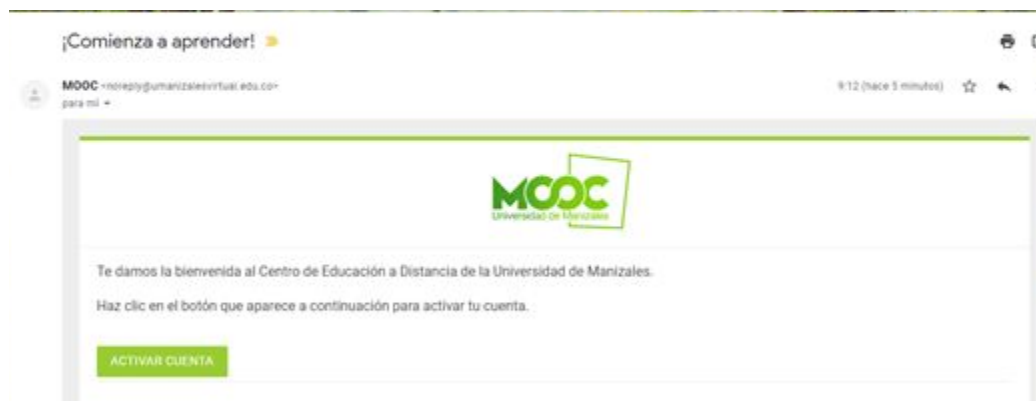 ¡Comienza a aprender!
MOOC <noreply@umanizalesvirtual.edu.co>
9:12 (hace 5 minutos)
para mí
MOOC
Universidad de Manizales
Te damos la bienvenida al Centro de Educación a Distancia de la Universidad de Manizales.
Haz clic en el botón que aparece a continuación para activar tu cuenta.
ACTIVAR CUENTA